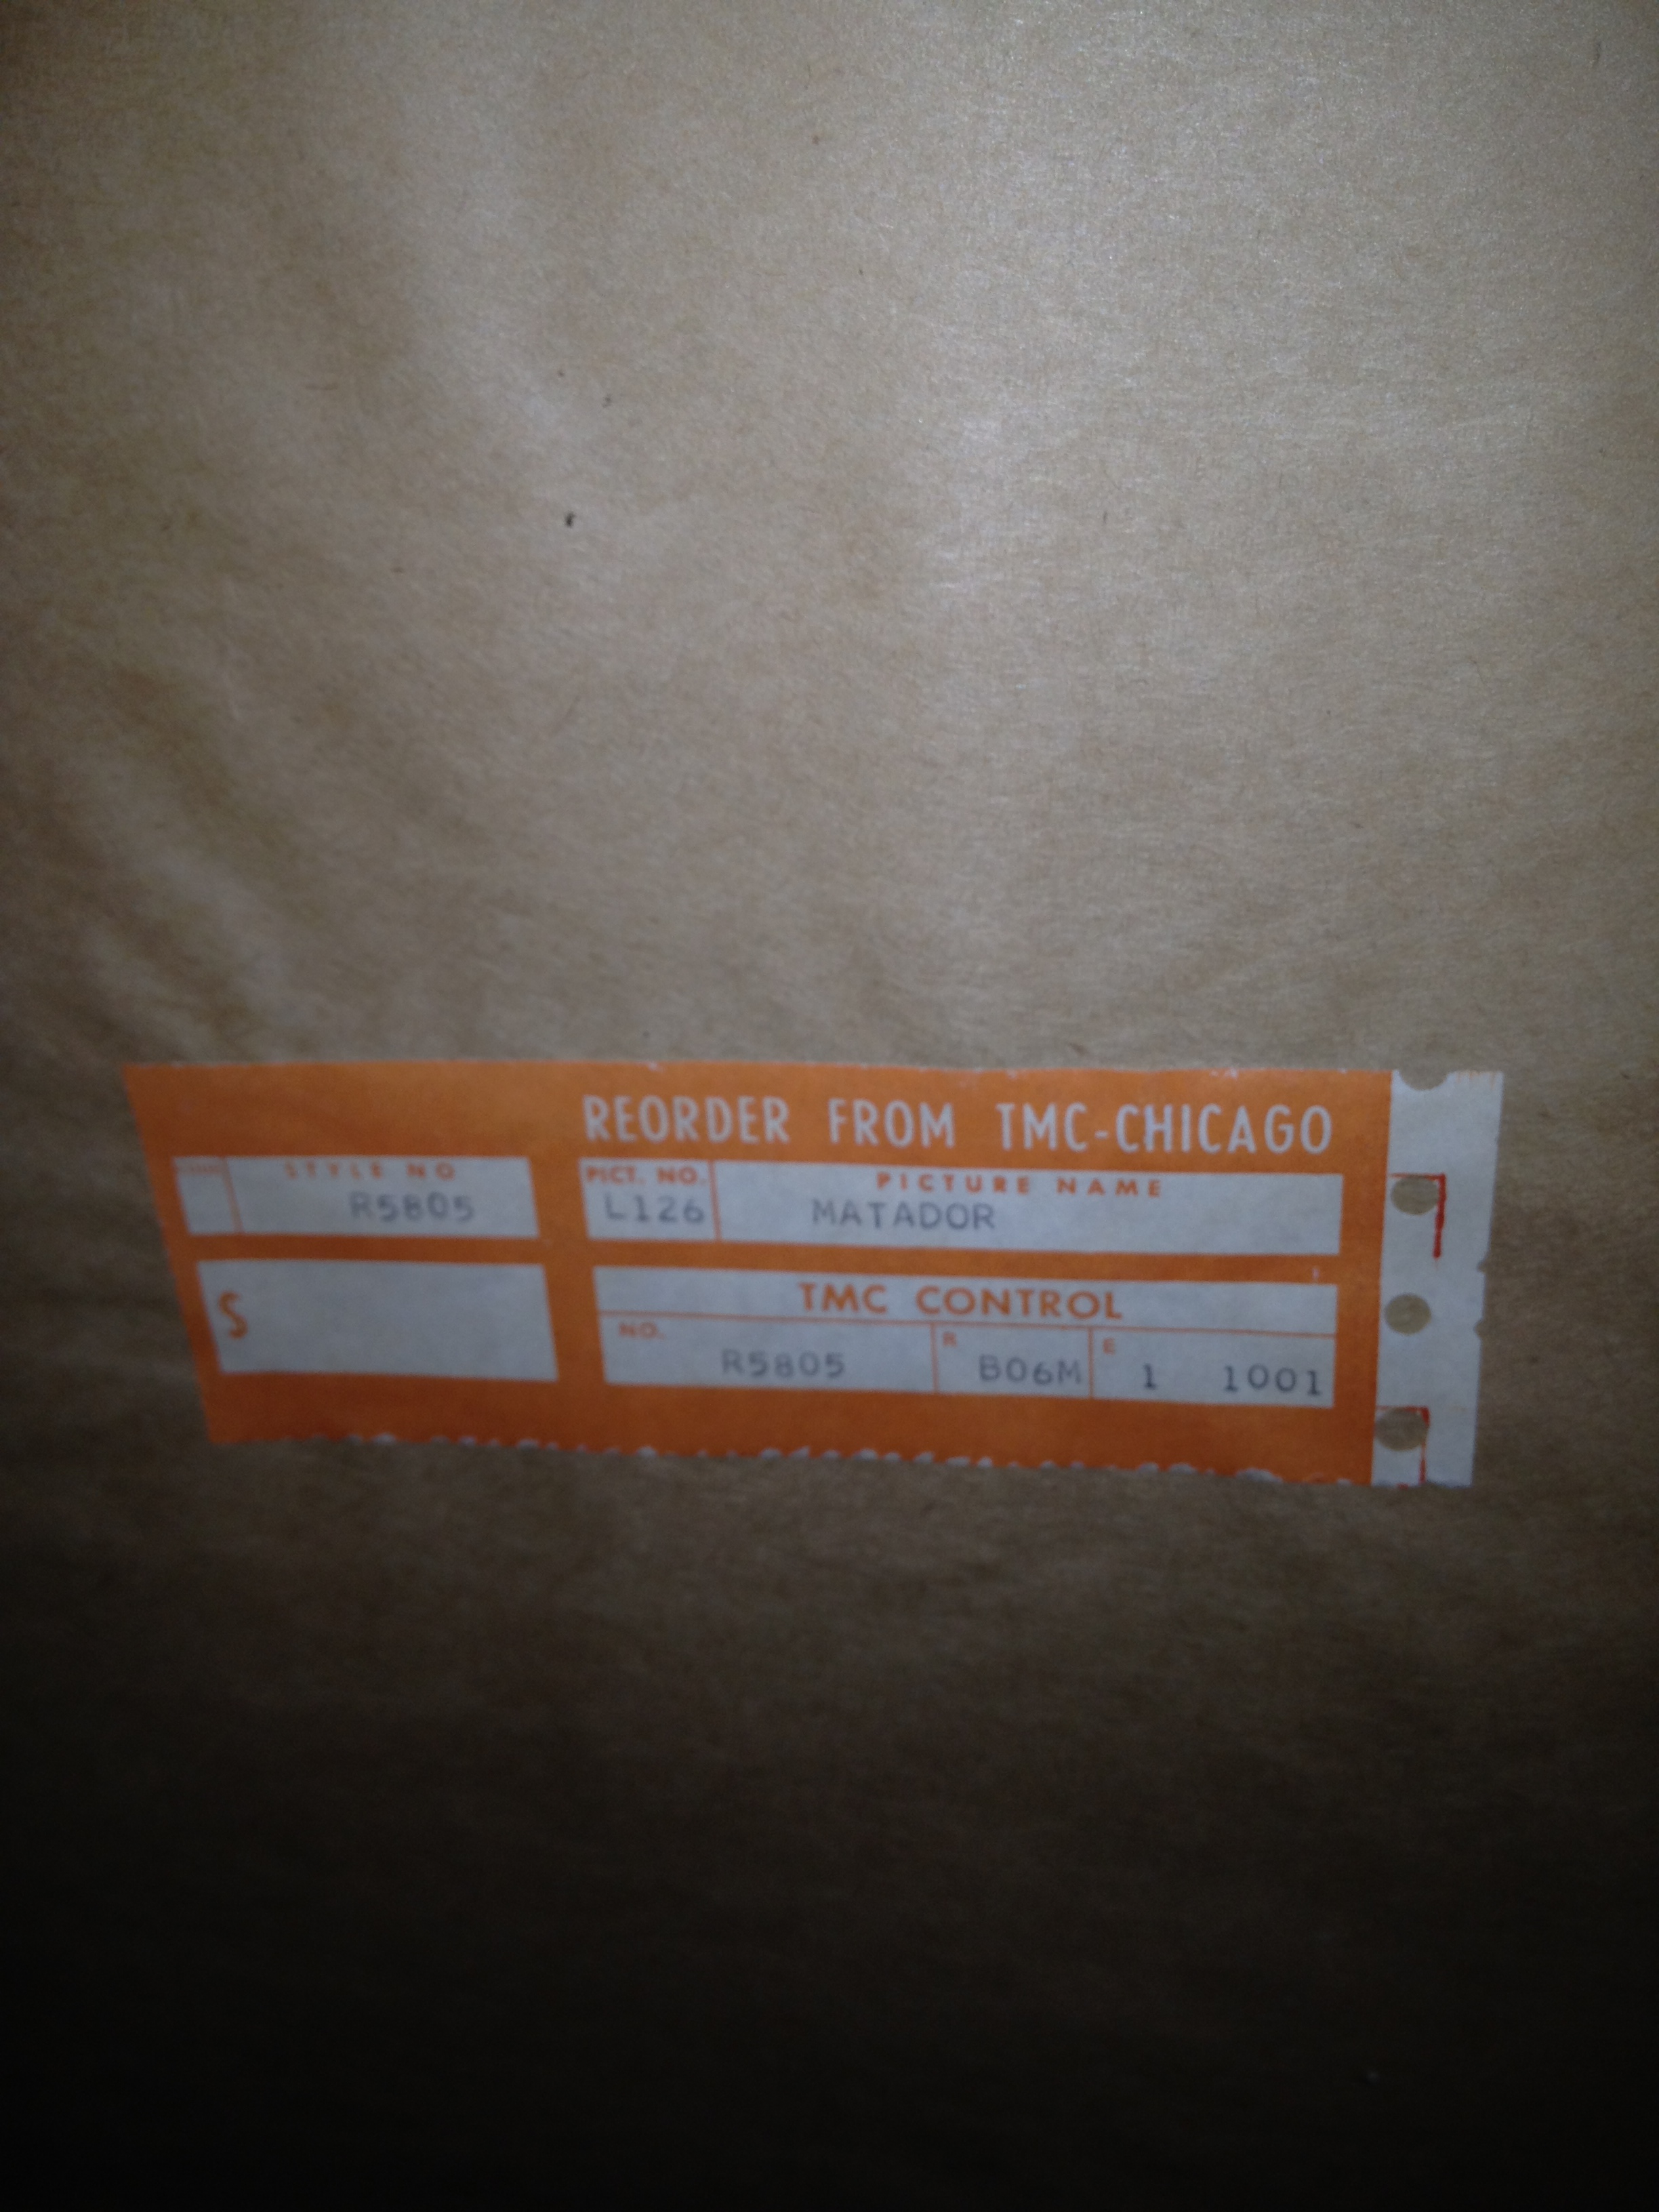 REORDER FROM TMC-CHICAGO
STYLE NO
R5805
PICT. NO.
L126
PICTURE NAME
MATADOR
S
TMC CONTROL
NO.
R5805
R
B06M
E
1 1001